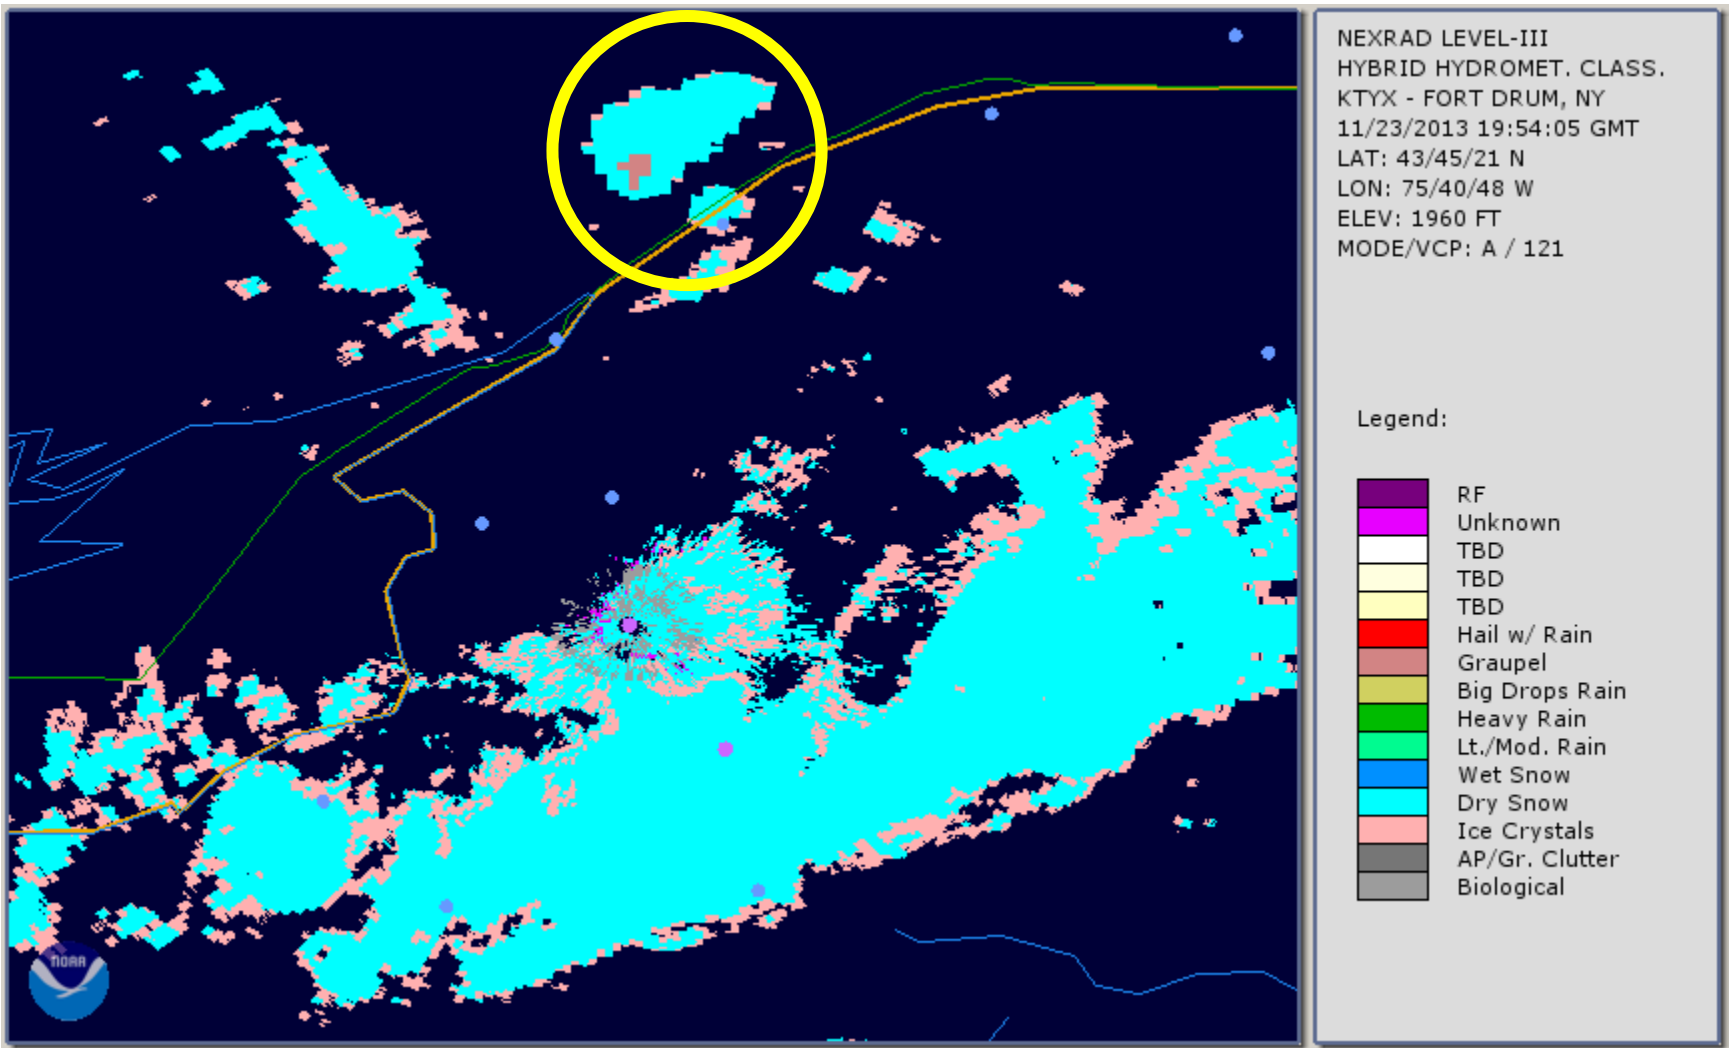 NEXRAD LEVEL-III
HYBRID HYDROMET. CLASS.
KTYX - FORT DRUM, NY
11/23/2013 19:54:05 GMT
LAT: 43/45/21 N
LON: 75/40/48 W
ELEV: 1960 FT
MODE/VCP: A / 121
Legend:
RF
Unknown
TBD
TBD
TBD
Hail w/ Rain
Graupel
Big Drops Rain
Heavy Rain
Lt./Mod. Rain
Wet Snow
Dry Snow
Ice Crystals
AP/Gr. Clutter
Biological
NOAA